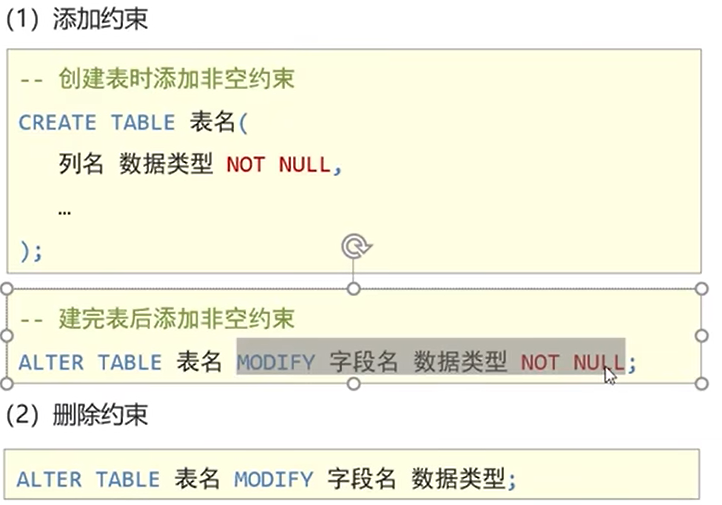 (1) 添加约束
-- 创建表时添加非空约束
CREATE TABLE 表名(
列名 数据类型 NOT NULL,
…
);
-- 建完表后添加非空约束
ALTER TABLE 表名 MODIFY 字段名 数据类型 NOT NULL;
(2) 删除约束
ALTER TABLE 表名 MODIFY 字段名 数据类型;